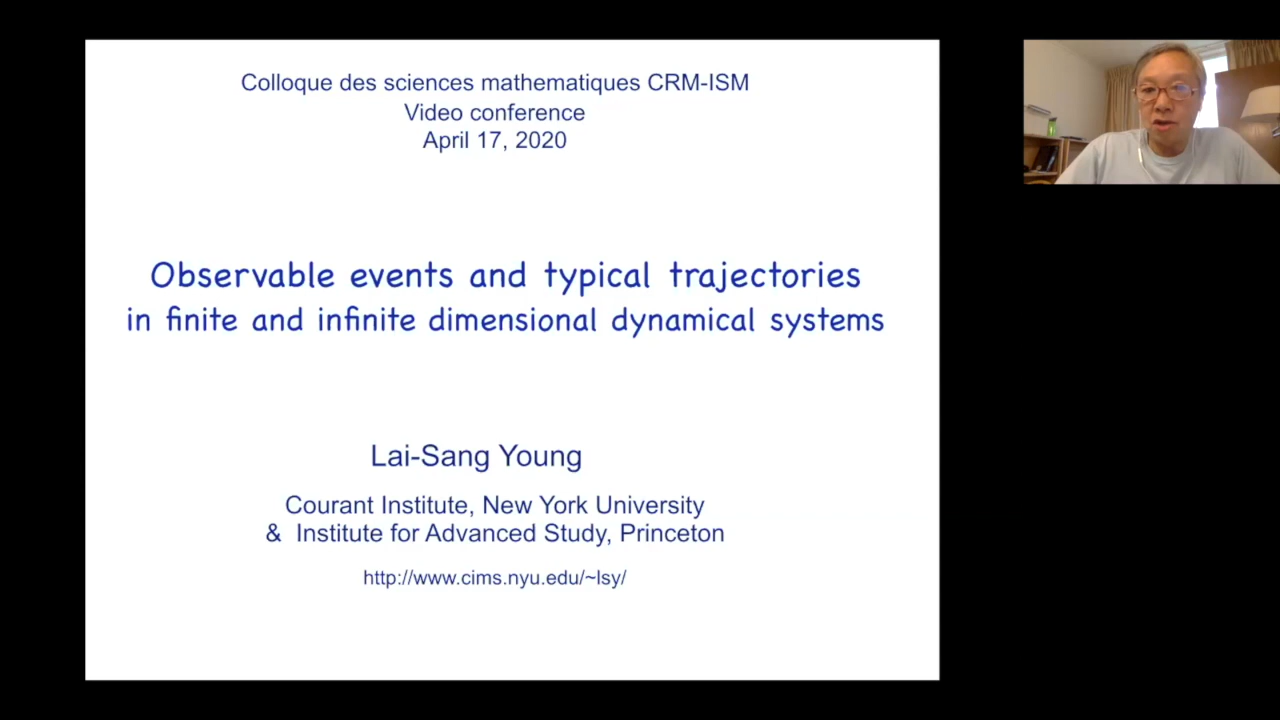 Colloque des sciences mathematiques CRM-ISM
Video conference
April 17, 2020
Observable events and typical trajectories
in finite and infinite dimensional dynamical systems
Lai-Sang Young
Courant Institute, New York University
& Institute for Advanced Study, Princeton
http://www.cims.nyu.edu/~lsy/